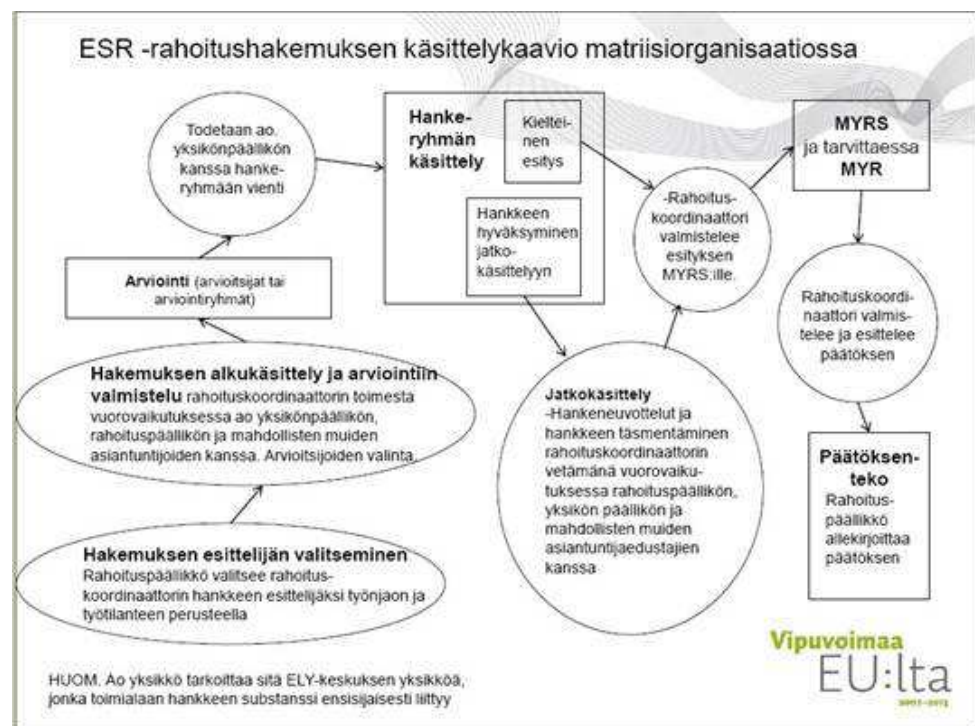 ESR -rahoitushakemuksen käsittelykaavio matriisiorganisaatiossa
Todetaan ao.
yksikönpäällikön
kanssa hanke-
ryhmään vienti
Hanke-
ryhmän
käsittely
Kieltei-
nen
esitys
Hankkeen
hyväksyminen
jatko-
käsittelyyn
-Rahoitus-
koordinaattori
valmistelee
esityksen
MYRS:ille.
MYRS
ja tarvittaessa
MYR
Arviointi (arvioitsijat tai
arviointiryhmät)
Rahoituskoordi-
naattori valmis-
telee ja esittelee
päätöksen
Hakemuksen alkukäsittely ja arviointiin
valmistelu rahoituskoordinaattorin toimesta
vuorovaikutuksessa ao yksikönpäällikön,
rahoituspäällikön ja mahdollisten muiden
asiantuntijoiden kanssa. Arvioitsijoiden valinta.
Jatkokäsittely
-Hankeneuvottelut ja
hankkeen täsmentäminen
rahoituskoordinaattorin
vetämänä vuorovaiku-
tuksessa rahoituspäällikön,
yksikön päällikön ja
mahdollisten muiden
asiantuntijaedustajien
kanssa
Päätöksen-
teko
Rahoitus-
päällikkö
allekirjoittaa
päätöksen
Hakemuksen esittelijän valitseminen
Rahoituspäällikkö valitsee rahoitus-
koordinaattorin hankkeen esittelijäksi työnjaon ja
työtilanteen perusteella
HUOM. Ao yksikkö tarkoittaa sitä ELY-keskuksen yksikköä,
jonka toimialaan hankkeen substanssi ensisijaisesti liittyy
Vipuvoimaa
EU:lta
2007-2013